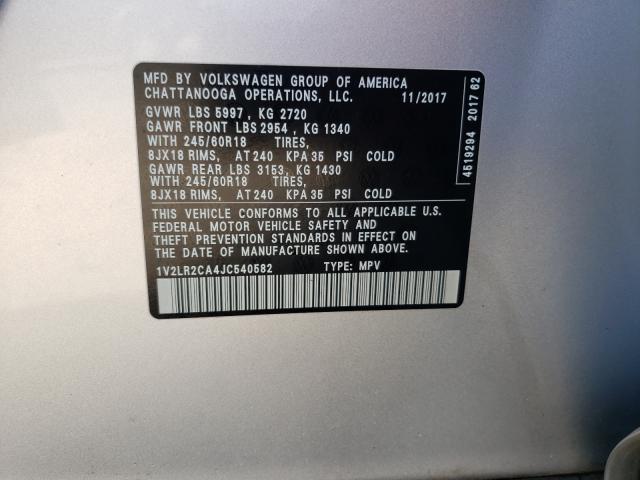 MFD BY VOLKSWAGEN GROUP OF AMERICA
CHATTANOOGA OPERATIONS, LLC. 11/2017
GVWR LBS 5997 , KG 2720
GAWR FRONT LBS 2954 , KG 1340
WITH 245/60R18 TIRES,
8JX18 RIMS, AT 240 KPA 35 PSI COLD
GAWR REAR LBS 3153, KG 1430
WITH 245/60R18 TIRES,
8JX18 RIMS, AT 240 KPA 35 PSI COLD
THIS VEHICLE CONFORMS TO ALL APPLICABLE U.S.
FEDERAL MOTOR VEHICLE SAFETY AND
THEFT PREVENTION STANDARDS IN EFFECT ON
THE DATE OF MANUFACTURE SHOWN ABOVE.
1V2LR2CA4JC540582 TYPE: MPV
4519294 2017 62